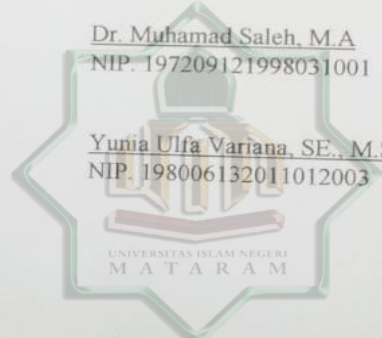 Dr. Muhamad Saleh, M.A
NIP. 197209121998031001
Yunia Ulfa Variana, SE., M.S
NIP. 198006132011012003
UNIVERSITAS ISLAM NEGERI
MATARAM